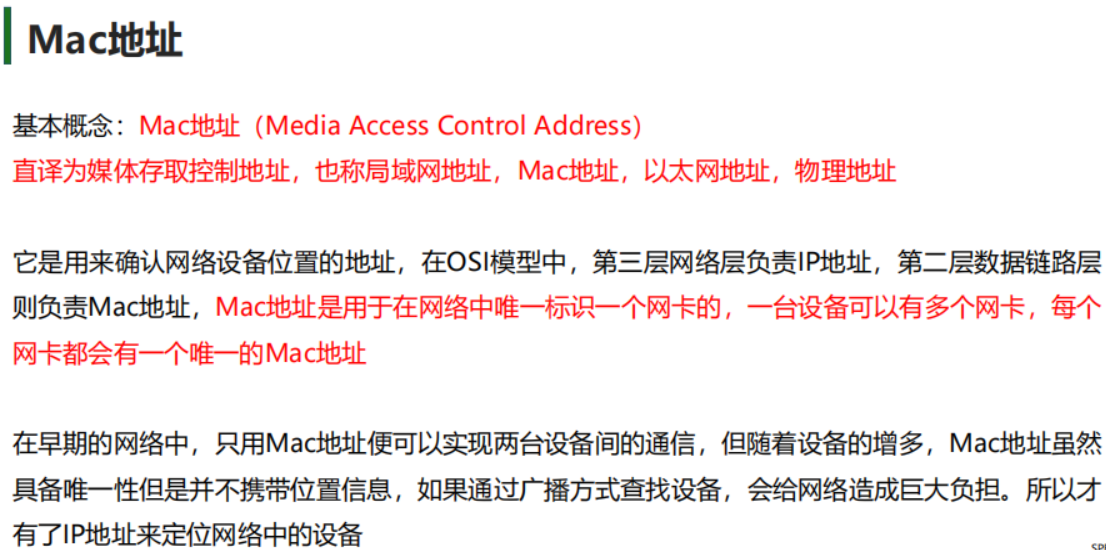 Mac地址
基本概念：Mac地址（Media Access Control Address）
直译为媒体存取控制地址，也称局域网地址，Mac地址，以太网地址，物理地址
它是用来确认网络设备位置的地址，在OSI模型中，第三层网络层负责IP地址，第二层数据链路层
则负责Mac地址，Mac地址是用于在网络中唯一标识一个网卡的，一台设备可以有多个网卡，每个
网卡都会有一个唯一的Mac地址
在早期的网络中，只用Mac地址便可以实现两台设备间的通信，但随着设备的增多，Mac地址虽然
具备唯一性但是并不携带位置信息，如果通过广播方式查找设备，会给网络造成巨大负担。所以才
有了IP地址来定位网络中的设备